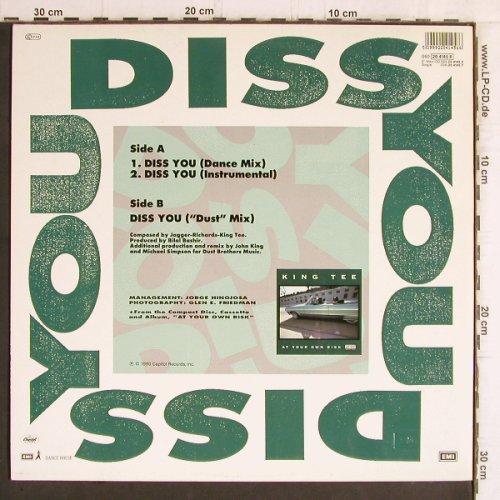 30 cm
20 cm
10 cm
DISS
YOU
DISS
YOU
Side A
1. DISS YOU (Dance Mix)
2. DISS YOU (Instrumental)
Side B
DISS YOU ("Dust" Mix)
Composed by Jagger-Richards-King Tee.
Produced by Bilal Bashir.
Additional production and remix by John King
and Michael Simpson for Dust Brothers Music.
MANAGEMENT: JORGE HINOJOSA
PHOTOGRAPHY: GLEN E. FRIEDMAN
+From the Compact Disc, Cassette
and Album, "AT YOUR OWN RISK"
KING TEE
AT YOUR OWN RISK
Ⓟ © 1990 Capitol Records, Inc.
Capitol
EMI
DANCE HOUSE
EMI
10 cm
20 cm
30 cm
www.LP-CD.de